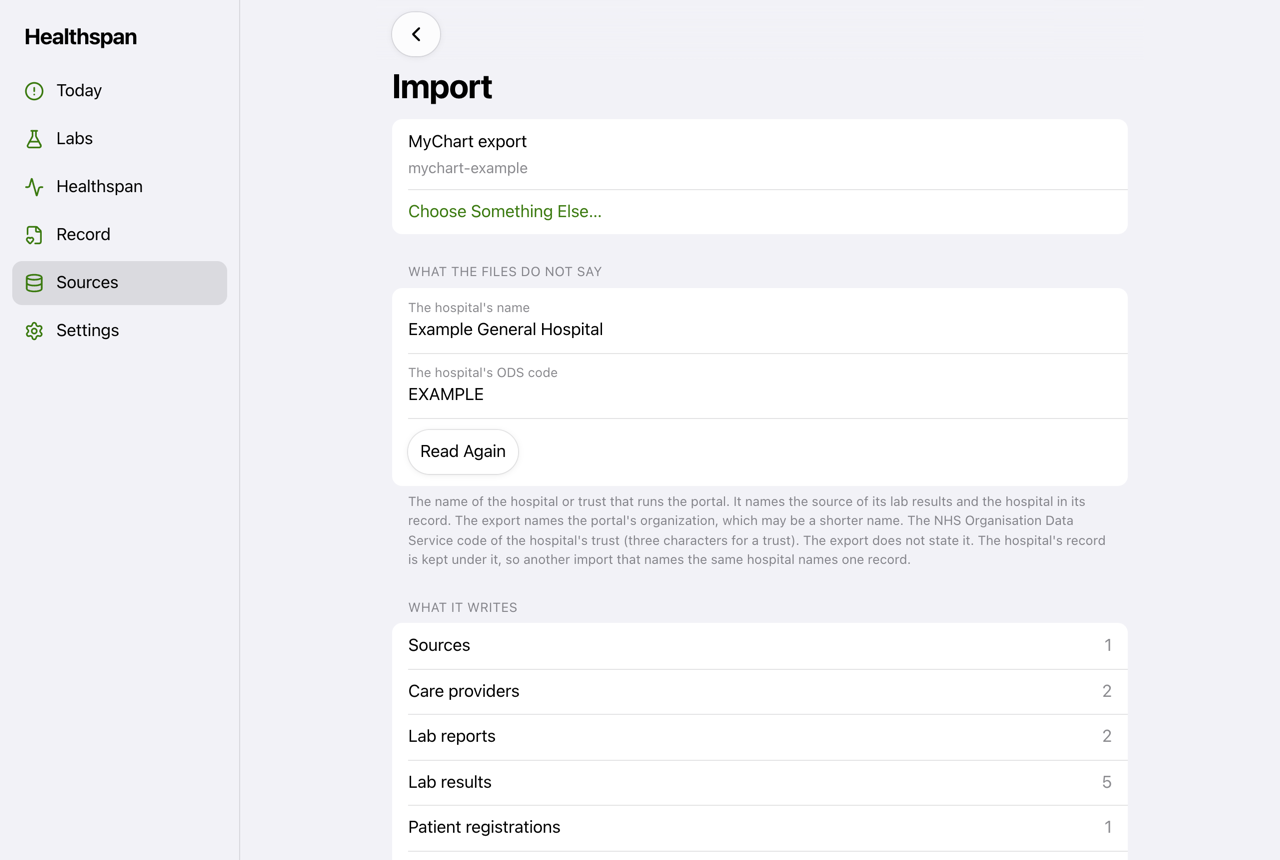 Healthspan
Today
Labs
Healthspan
Record
Sources
Settings
Import
MyChart export
mychart-example
Choose Something Else...
WHAT THE FILES DO NOT SAY
The hospital's name
Example General Hospital
The hospital's ODS code
EXAMPLE
Read Again
The name of the hospital or trust that runs the portal. It names the source of its lab results and the hospital in its
record. The export names the portal's organization, which may be a shorter name. The NHS Organisation Data
Service code of the hospital's trust (three characters for a trust). The export does not state it. The hospital's record
is kept under it, so another import that names the same hospital names one record.
WHAT IT WRITES
Sources 1
Care providers 2
Lab reports 2
Lab results 5
Patient registrations 1